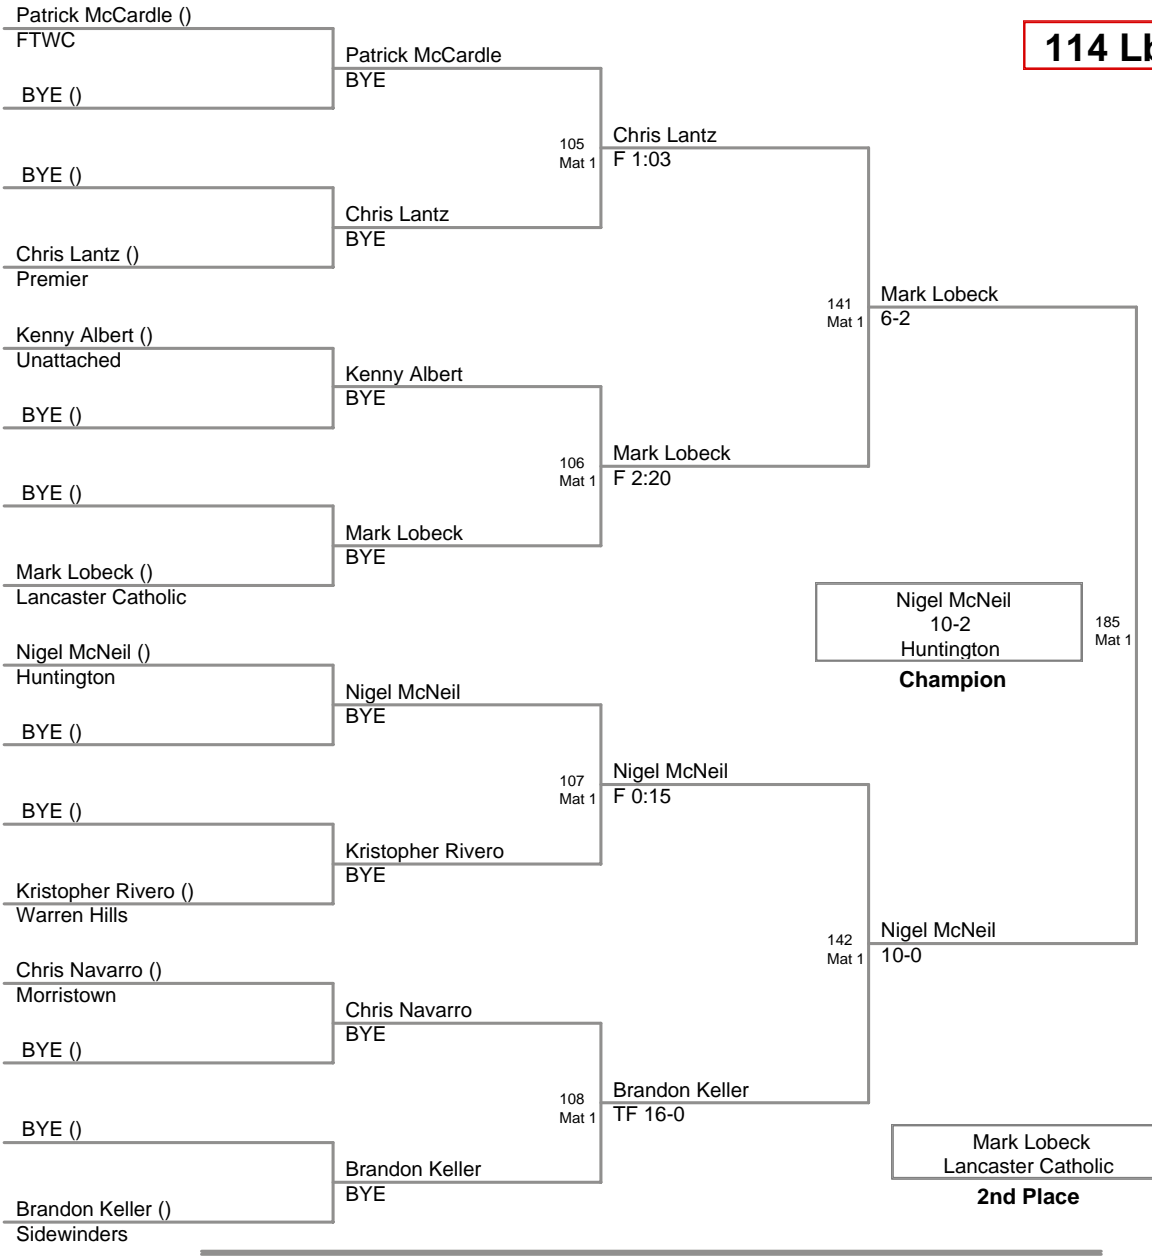 Patrick McCardle ()
FTWC
BYE ()
BYE ()
Chris Lantz ()
Premier
Kenny Albert ()
Unattached
BYE ()
BYE ()
Mark Lobeck ()
Lancaster Catholic
Nigel McNeil ()
Huntington
BYE ()
BYE ()
Kristopher Rivero ()
Warren Hills
Chris Navarro ()
Morristown
BYE ()
BYE ()
Brandon Keller ()
Sidewinders
Patrick McCardle
BYE
Chris Lantz
BYE
Kenny Albert
BYE
Mark Lobeck
BYE
Nigel McNeil
BYE
Kristopher Rivero
BYE
Chris Navarro
BYE
Brandon Keller
BYE
105
Mat 1
Chris Lantz
F 1:03
106
Mat 1
Mark Lobeck
F 2:20
107
Mat 1
Nigel McNeil
F 0:15
108
Mat 1
Brandon Keller
TF 16-0
141
Mat 1
Mark Lobeck
6-2
142
Mat 1
Nigel McNeil
10-0
114 Lb
Nigel McNeil
10-2
Huntington
Champion
185
Mat 1
Mark Lobeck
Lancaster Catholic
2nd Place